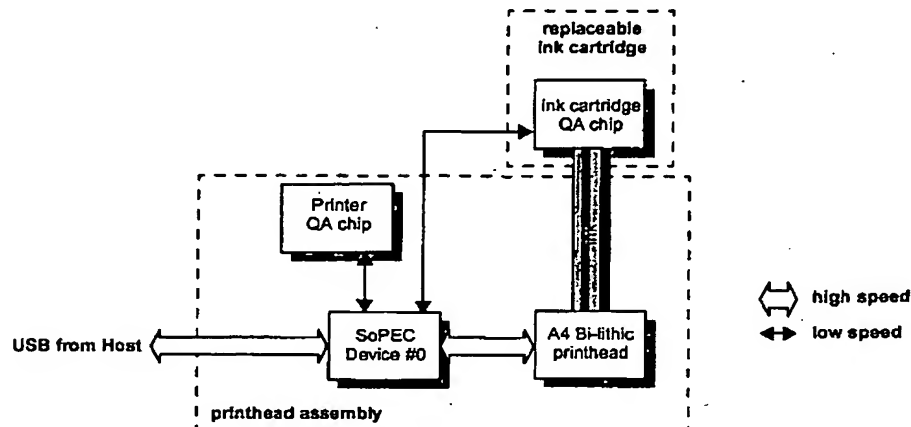 replaceable
ink cartridge
ink cartridge
QA chip
Printer
QA chip
ink
high speed
low speed
USB from Host
SoPEC
Device #0
A4 Bi-lithic
printhead
printhead assembly